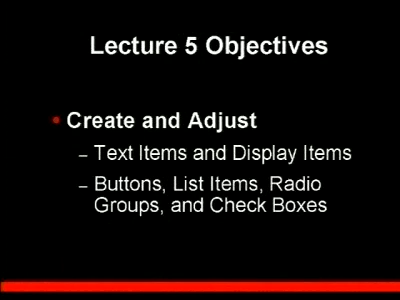 Lecture 5 Objectives
• Create and Adjust
– Text Items and Display Items
– Buttons, List Items, Radio
Groups, and Check Boxes